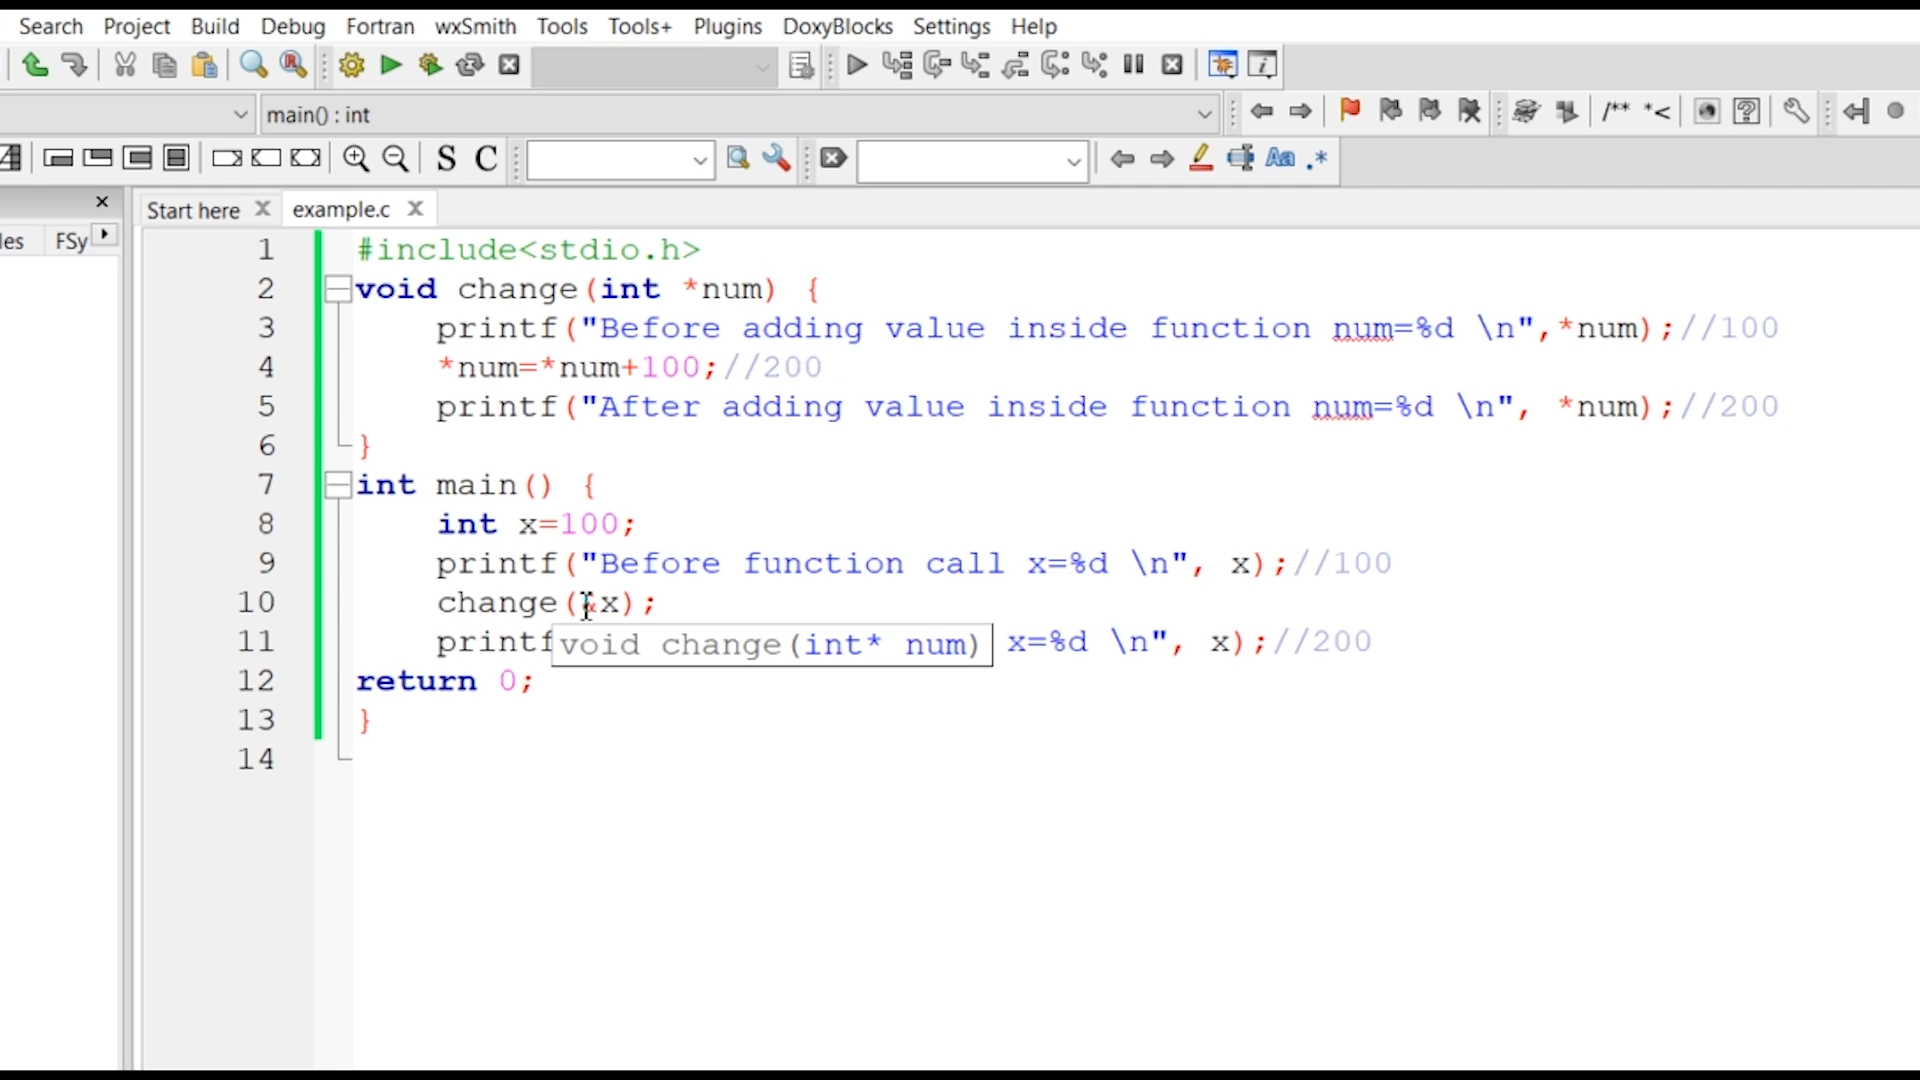 Search Project Build Debug Fortran wxSmith Tools Tools+ Plugins DoxyBlocks Settings Help
main() : int
/** *<
S C Aa .*
Start here example.c
les FSy
1 #include<stdio.h>
2 void change(int *num) {
3 printf("Before adding value inside function num=%d \n",*num);//100
4 *num=*num+100;//200
5 printf("After adding value inside function num=%d \n", *num);//200
6 }
7 int main() {
8 int x=100;
9 printf("Before function call x=%d \n", x);//100
10 change(&x);
11 printf x=%d \n", x);//200
void change(int* num)
12 return 0;
13 }
14